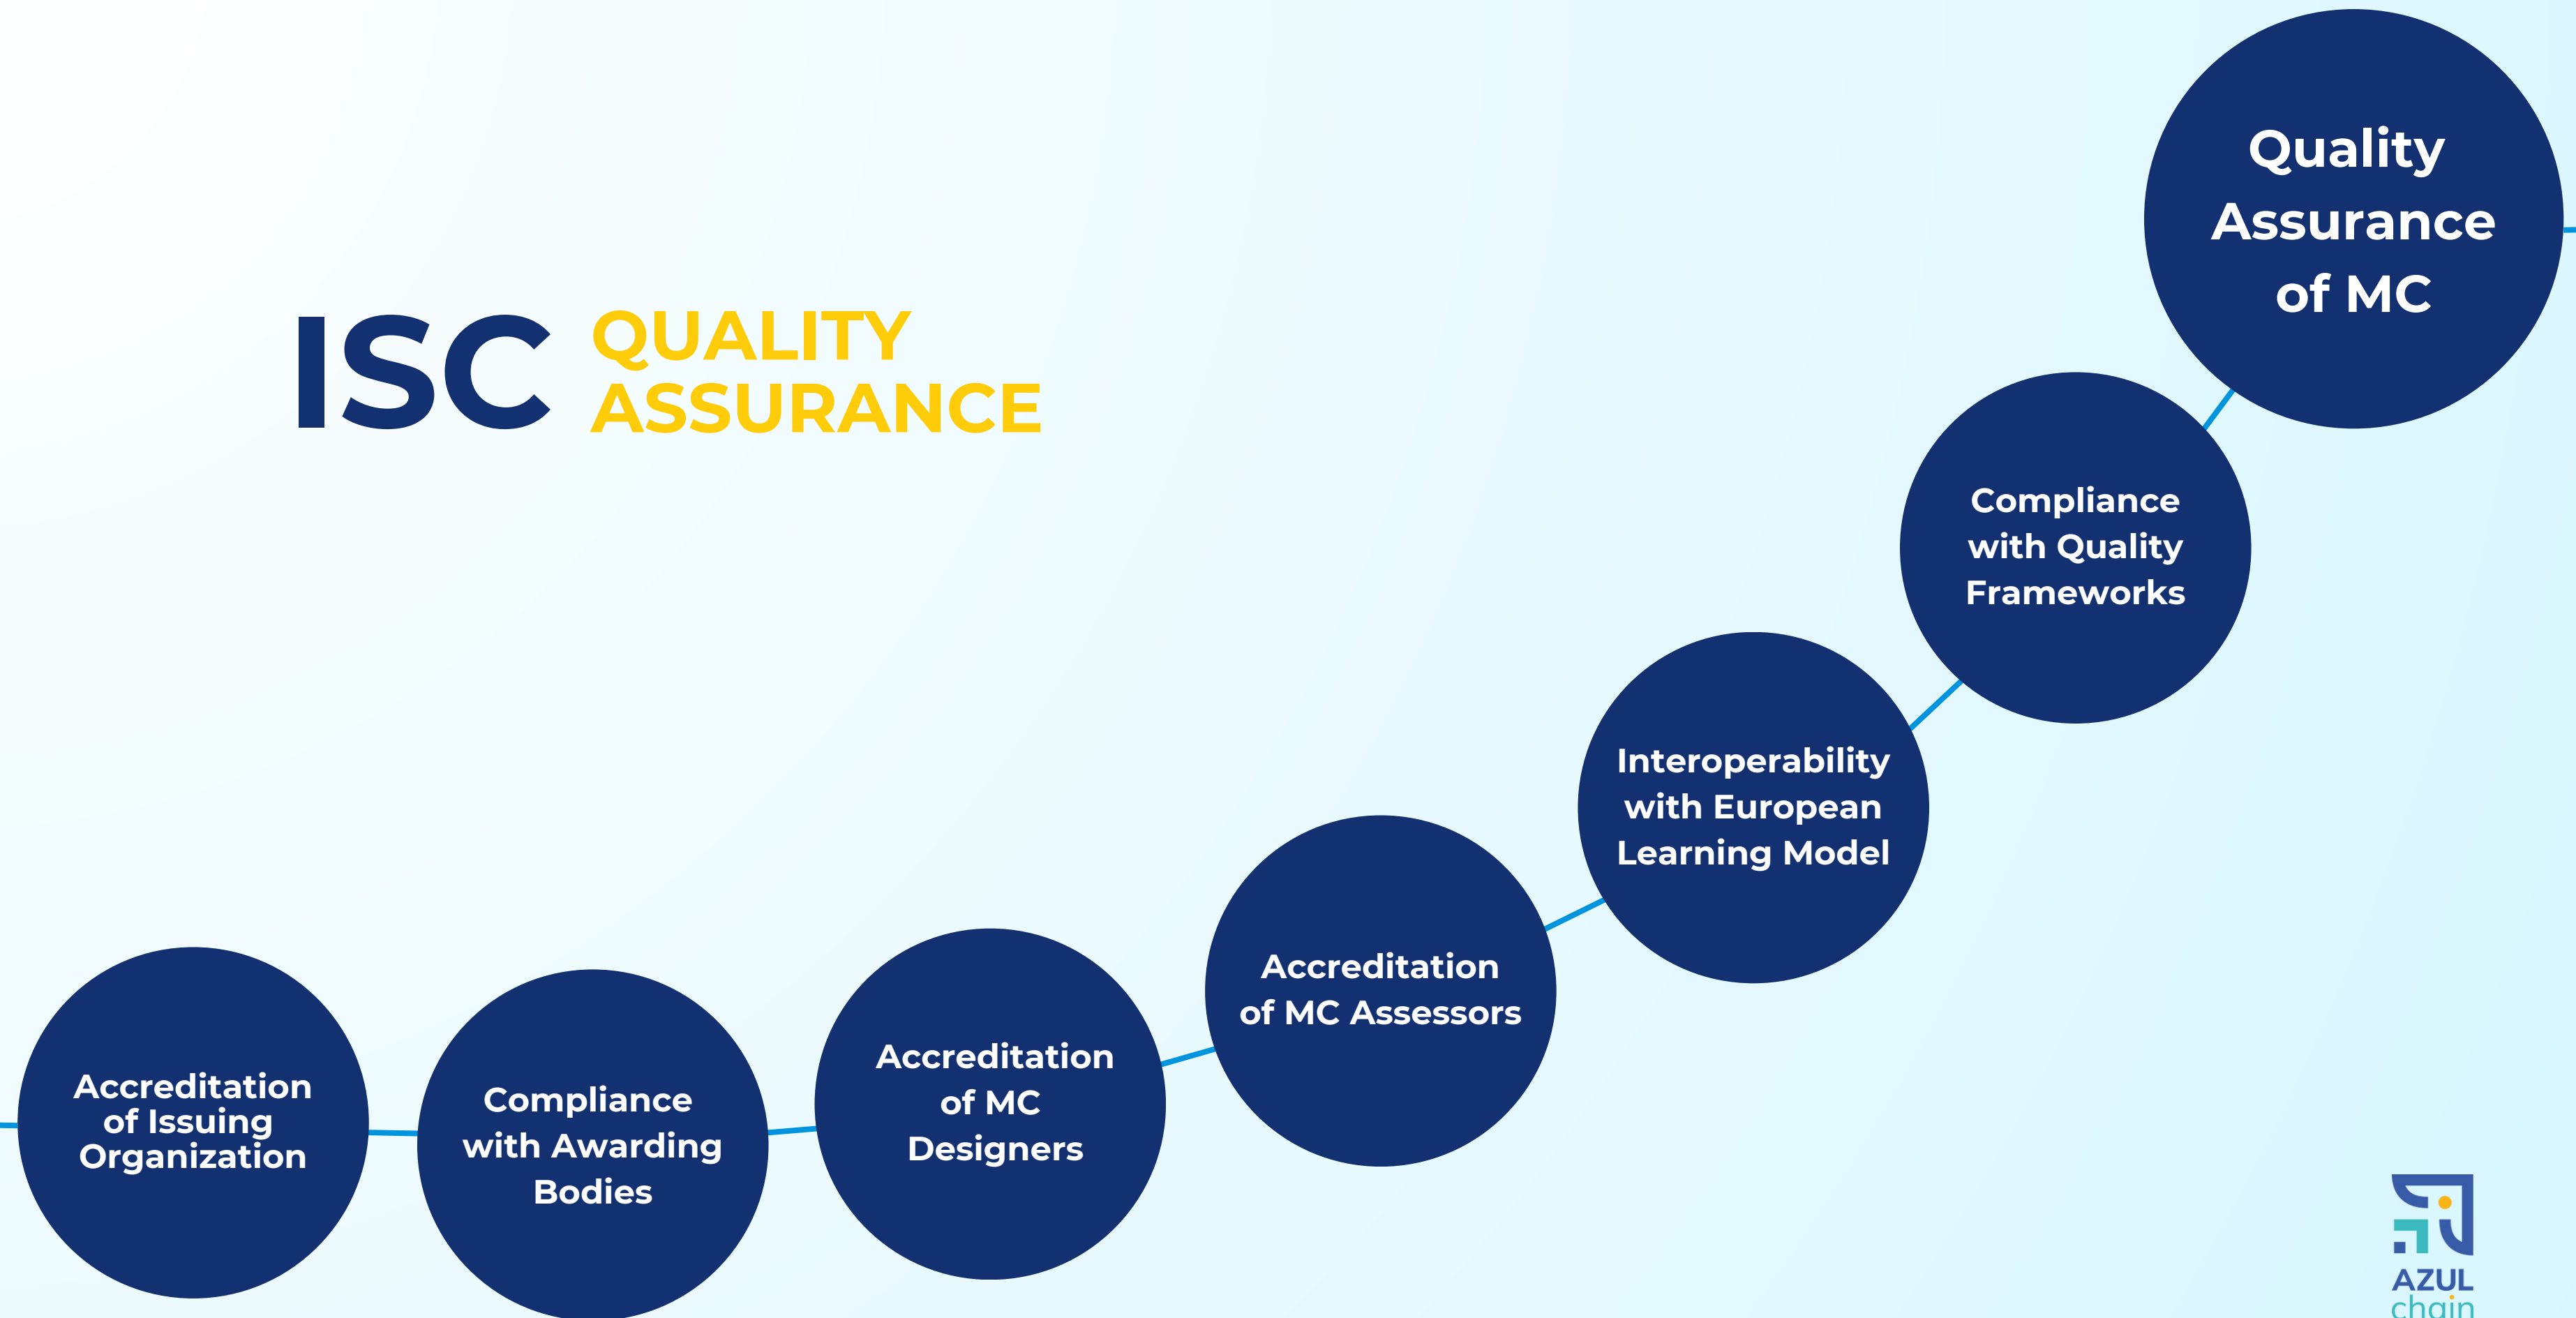 ISC
QUALITY
ASSURANCE
Accreditation
of Issuing
Organization
Compliance
with Awarding
Bodies
Accreditation
of MC
Designers
Accreditation
of MC Assessors
Interoperability
with European
Learning Model
Compliance
with Quality
Frameworks
Quality
Assurance
of MC
AZUL
chain